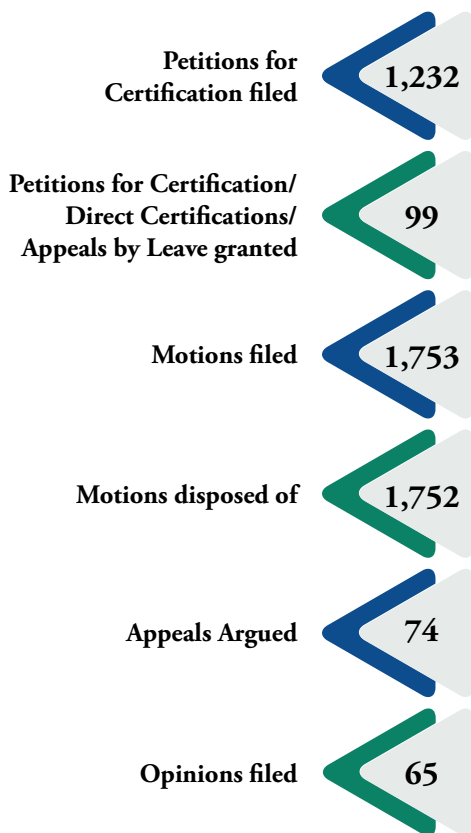 Petitions for
Certification filed
1,232
Petitions for Certification/
Direct Certifications/
Appeals by Leave granted
99
Motions filed
1,753
Motions disposed of
1,752
Appeals Argued
74
Opinions filed
65